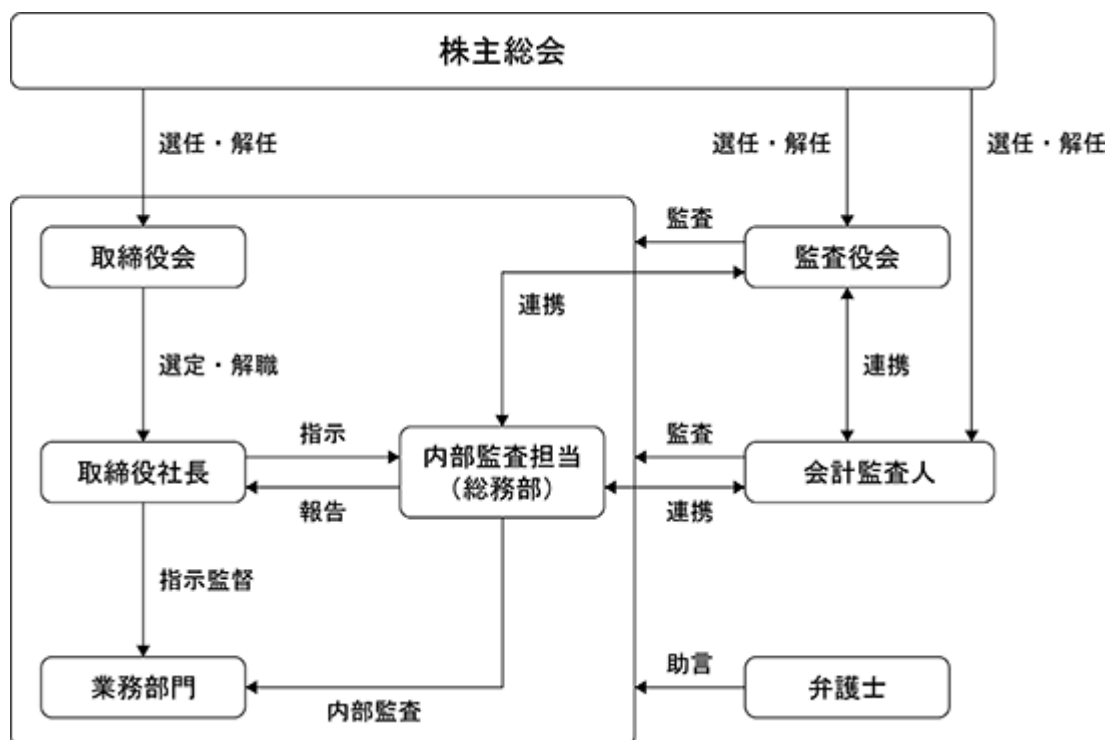 株主総会
選任・解任
選任・解任
選任・解任
取締役会
監査
監査役会
連携
選定・解職
連携
取締役社長
指示
報告
内部監査担当
（総務部）
監査
連携
会計監査人
指示監督
業務部門
内部監査
助言
弁護士